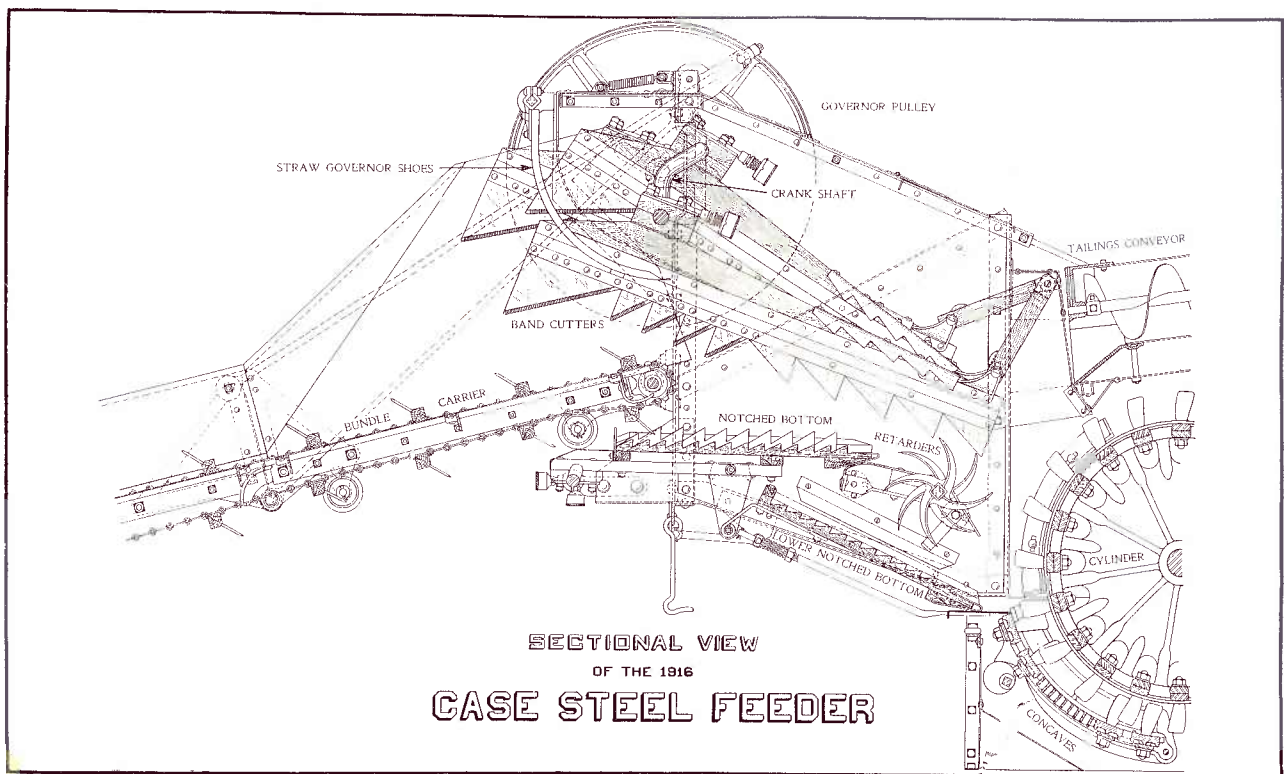 GOVERNOR PULLEY
STRAW GOVERNOR SHOES
CRANK SHAFT
TAILINGS CONVEYOR
BAND CUTTERS
BUNDLE CARRIER
NOTCHED BOTTOM
RETARDERS
LOWER NOTCHED BOTTOM
CYLINDER
CONCAVES
SECTIONAL VIEW
OF THE 1916
CASE STEEL FEEDER